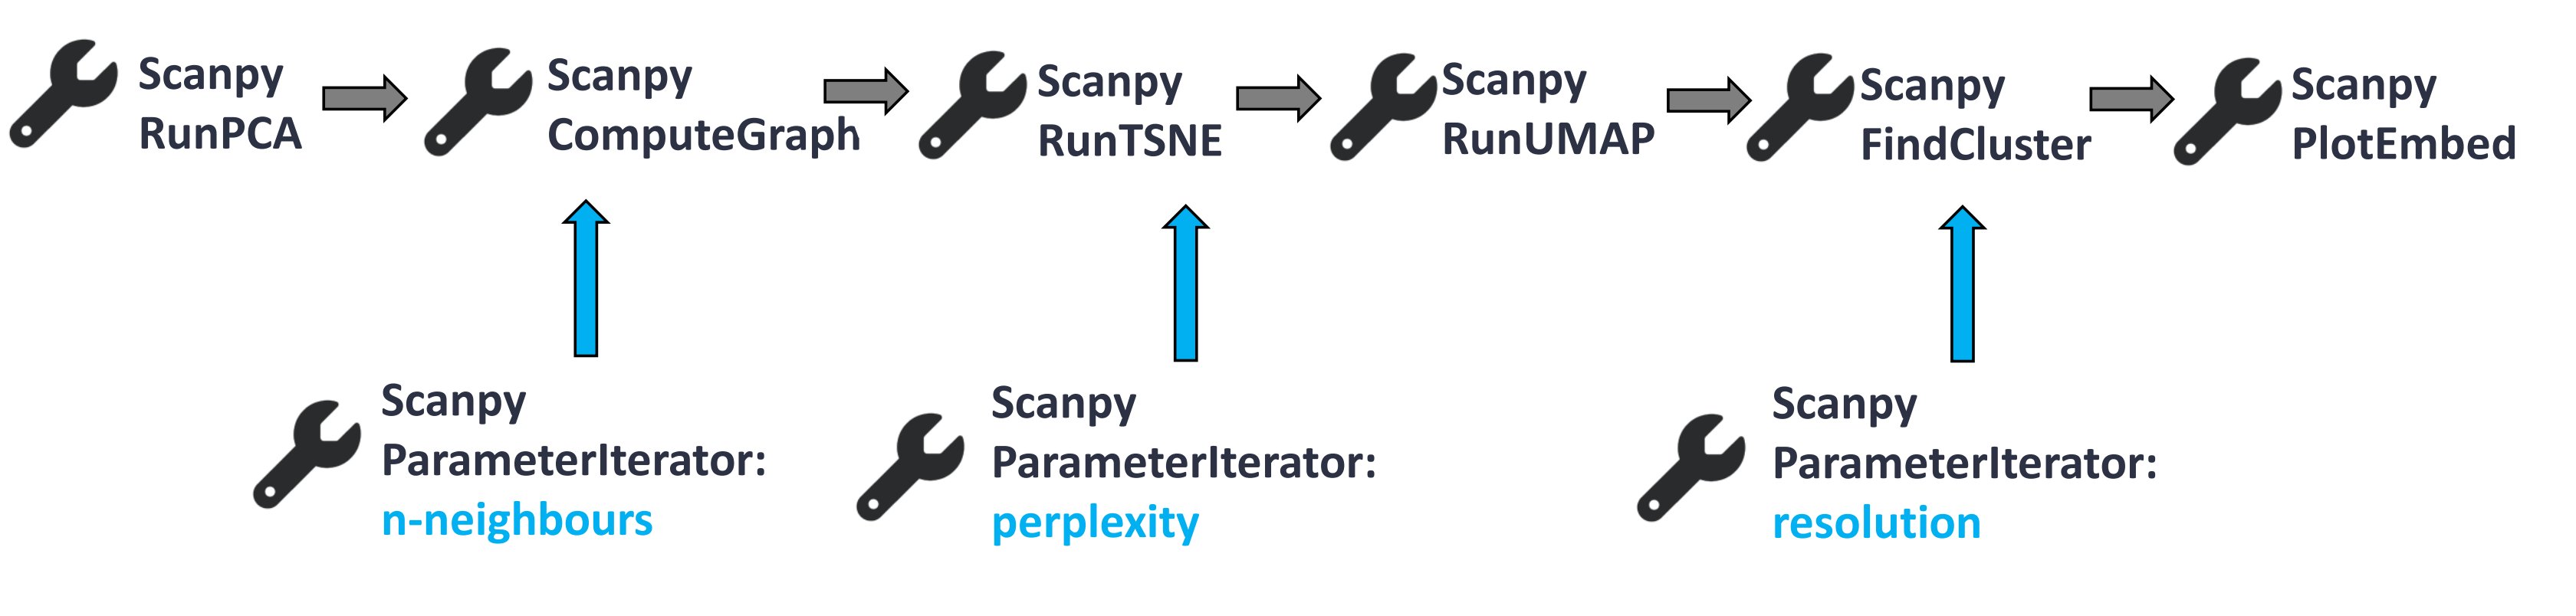 Scanpy
RunPCA
Scanpy
ComputeGraph
Scanpy
RunTSNE
Scanpy
RunUMAP
Scanpy
FindCluster
Scanpy
PlotEmbed
Scanpy
ParameterIterator:
n-neighbours
Scanpy
ParameterIterator:
perplexity
Scanpy
ParameterIterator:
resolution